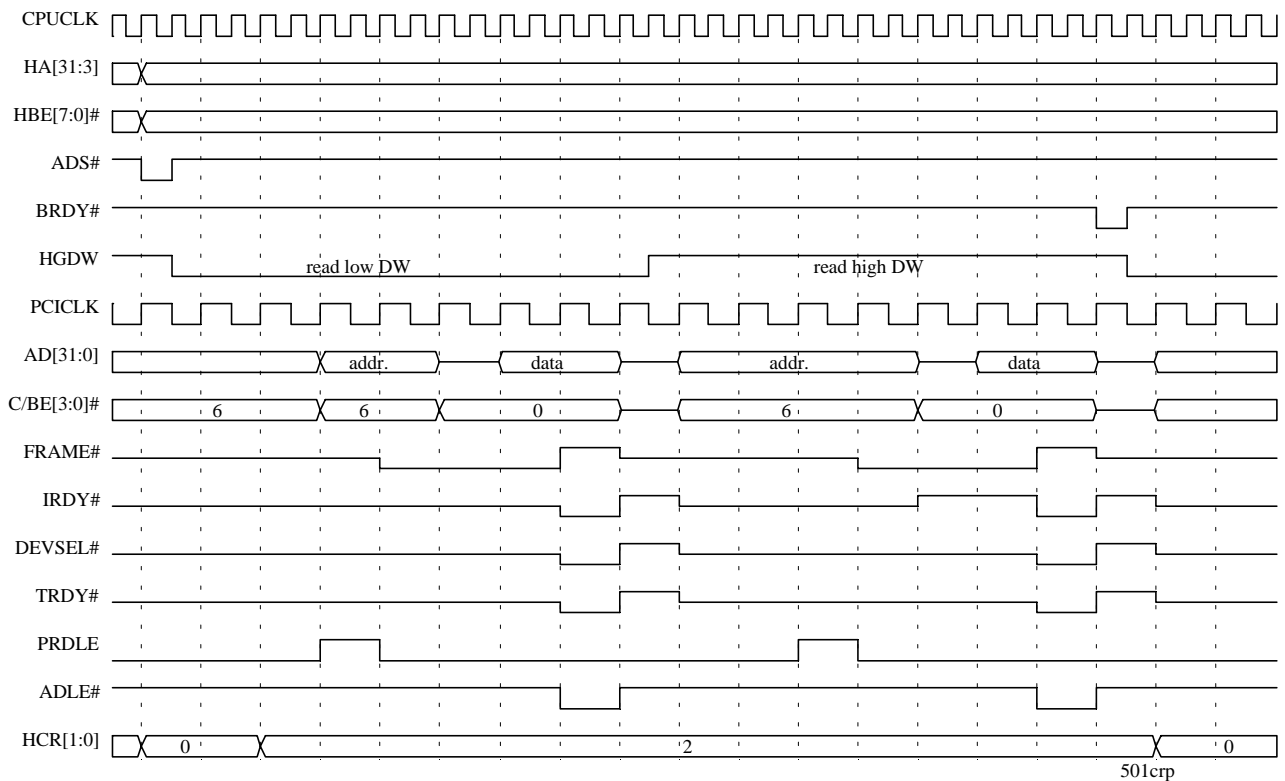 CPUCLK
HA[31:3]
HBE[7:0]#
ADS#
BRDY#
HGDW read low DW read high DW
PCICLK
AD[31:0] addr. data addr. data
C/BE[3:0]# 6 6 0 6 0
FRAME#
IRDY#
DEVSEL#
TRDY#
PRDLE
ADLE#
HCR[1:0] 0 2 0
501crp